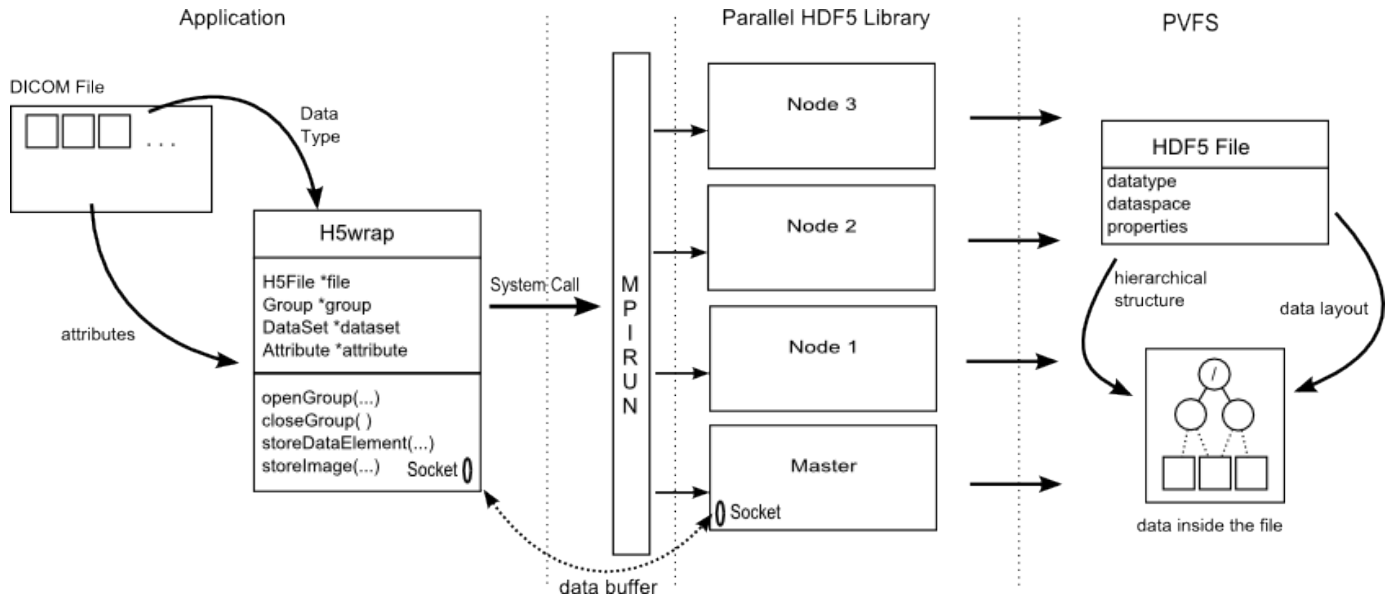 Application
Parallel HDF5 Library
PVFS
DICOM File
. . .
Data
Type
H5wrap
H5File *file
Group *group
DataSet *dataset
Attribute *attribute
openGroup(...)
closeGroup( )
storeDataElement(...)
storeImage(...)
Socket
attributes
System Call
MPIRUN
Node 3
Node 2
Node 1
Master
Socket
data buffer
HDF5 File
datatype
dataspace
properties
hierarchical
structure
data layout
/
data inside the file